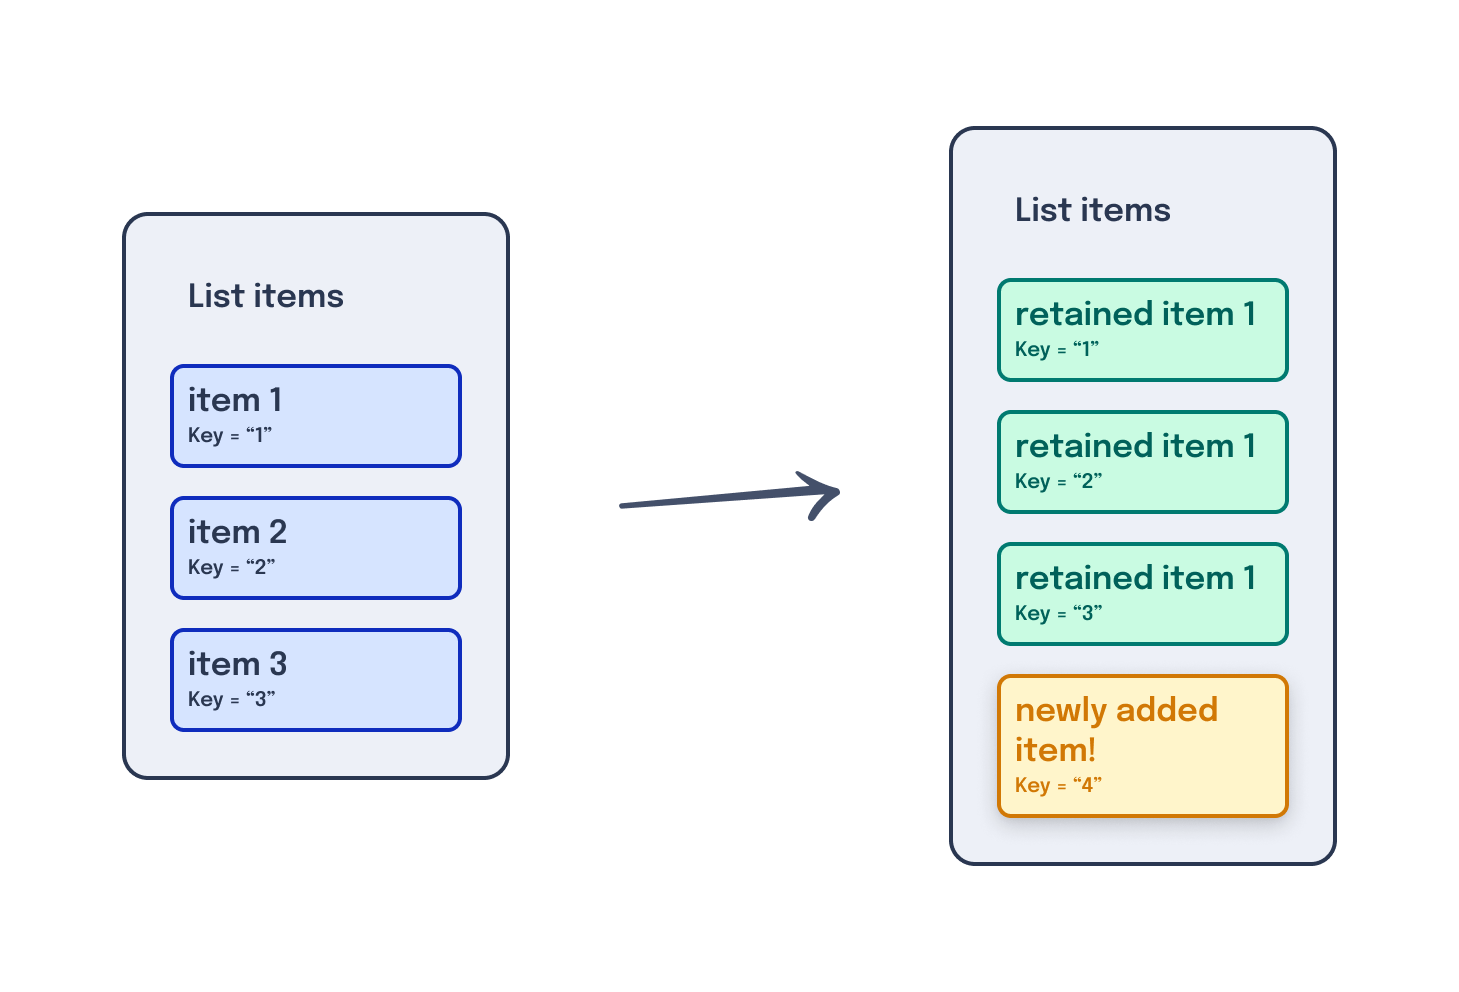 List items
item 1
Key = “1”
item 2
Key = “2”
item 3
Key = “3”
List items
retained item 1
Key = “1”
retained item 1
Key = “2”
retained item 1
Key = “3”
newly added
item!
Key = “4”